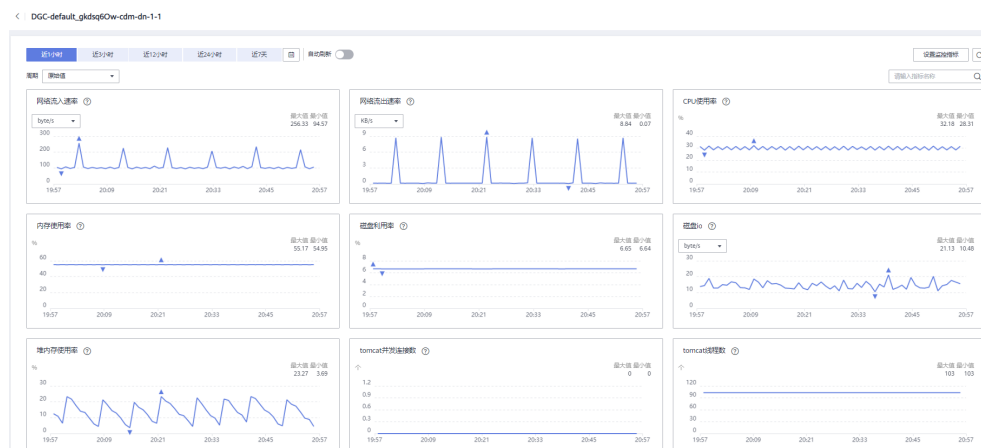 DGC-default_gkdsq6Ow-cdm-dn-1-1
近1小时 近3小时 近12小时 近24小时 近7天 自动刷新 设置监控指标
周期 原始值 请输入指标名称
网络流入速率
byte/s
最大值 最小值
256.33 94.57
300
200
100
0
19:57 20:09 20:21 20:33 20:45 20:57
网络流出速率
KB/s
最大值 最小值
8.84 0.07
9
6
3
0
19:57 20:09 20:21 20:33 20:45 20:57
CPU使用率
%
最大值 最小值
32.18 28.31
40
30
20
10
0
19:57 20:09 20:21 20:33 20:45 20:57
内存使用率
%
最大值 最小值
55.17 54.95
60
40
20
0
19:57 20:09 20:21 20:33 20:45 20:57
磁盘利用率
%
最大值 最小值
6.65 6.64
8
6
4
2
0
19:57 20:09 20:21 20:33 20:45 20:57
磁盘io
byte/s
最大值 最小值
21.13 10.48
30
20
10
0
19:57 20:09 20:21 20:33 20:45 20:57
堆内存使用率
%
最大值 最小值
23.27 3.69
30
20
10
0
19:57 20:09 20:21 20:33 20:45 20:57
tomcat并发连接数
个
最大值 最小值
0 0
1.2
0.9
0.6
0.3
0
19:57 20:09 20:21 20:33 20:45 20:57
tomcat线程数
个
最大值 最小值
103 103
120
90
60
30
0
19:57 20:09 20:21 20:33 20:45 20:57